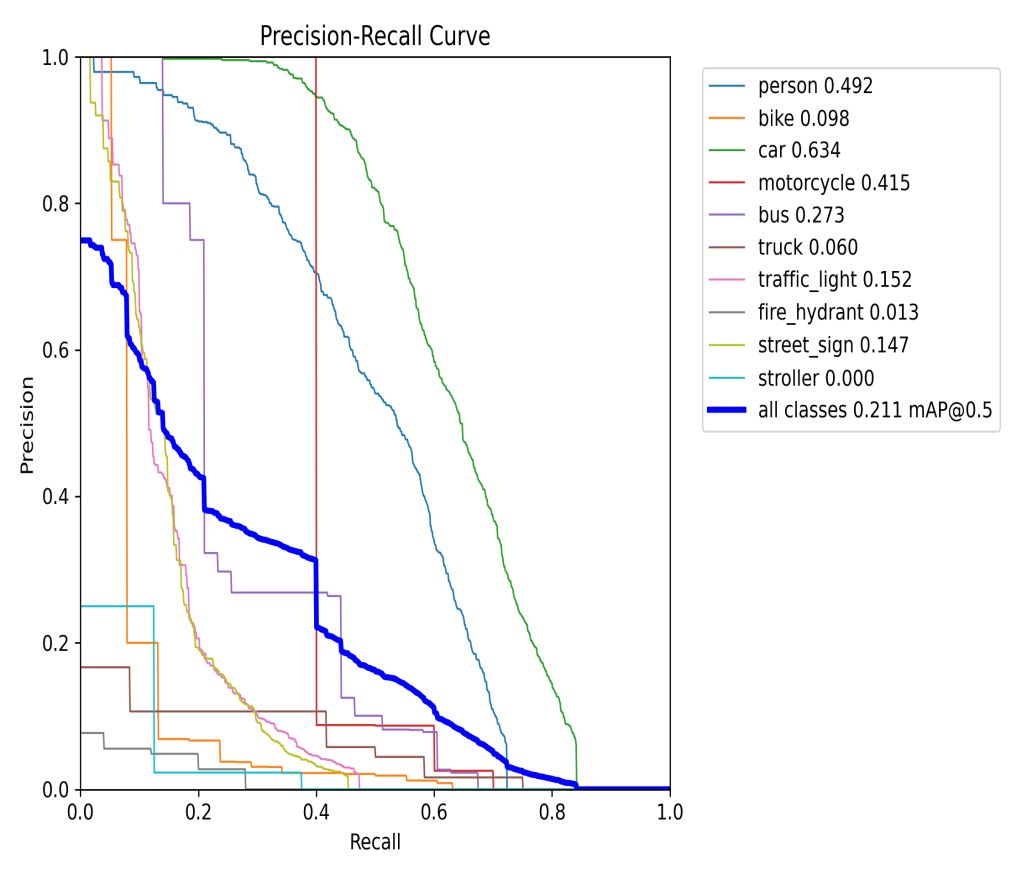 Precision-Recall Curve
1.0
0.8
0.6
0.4
0.2
0.0
Precision
0.0 0.2 0.4 0.6 0.8 1.0
Recall
person 0.492
bike 0.098
car 0.634
motorcycle 0.415
bus 0.273
truck 0.060
traffic_light 0.152
fire_hydrant 0.013
street_sign 0.147
stroller 0.000
all classes 0.211 mAP@0.5